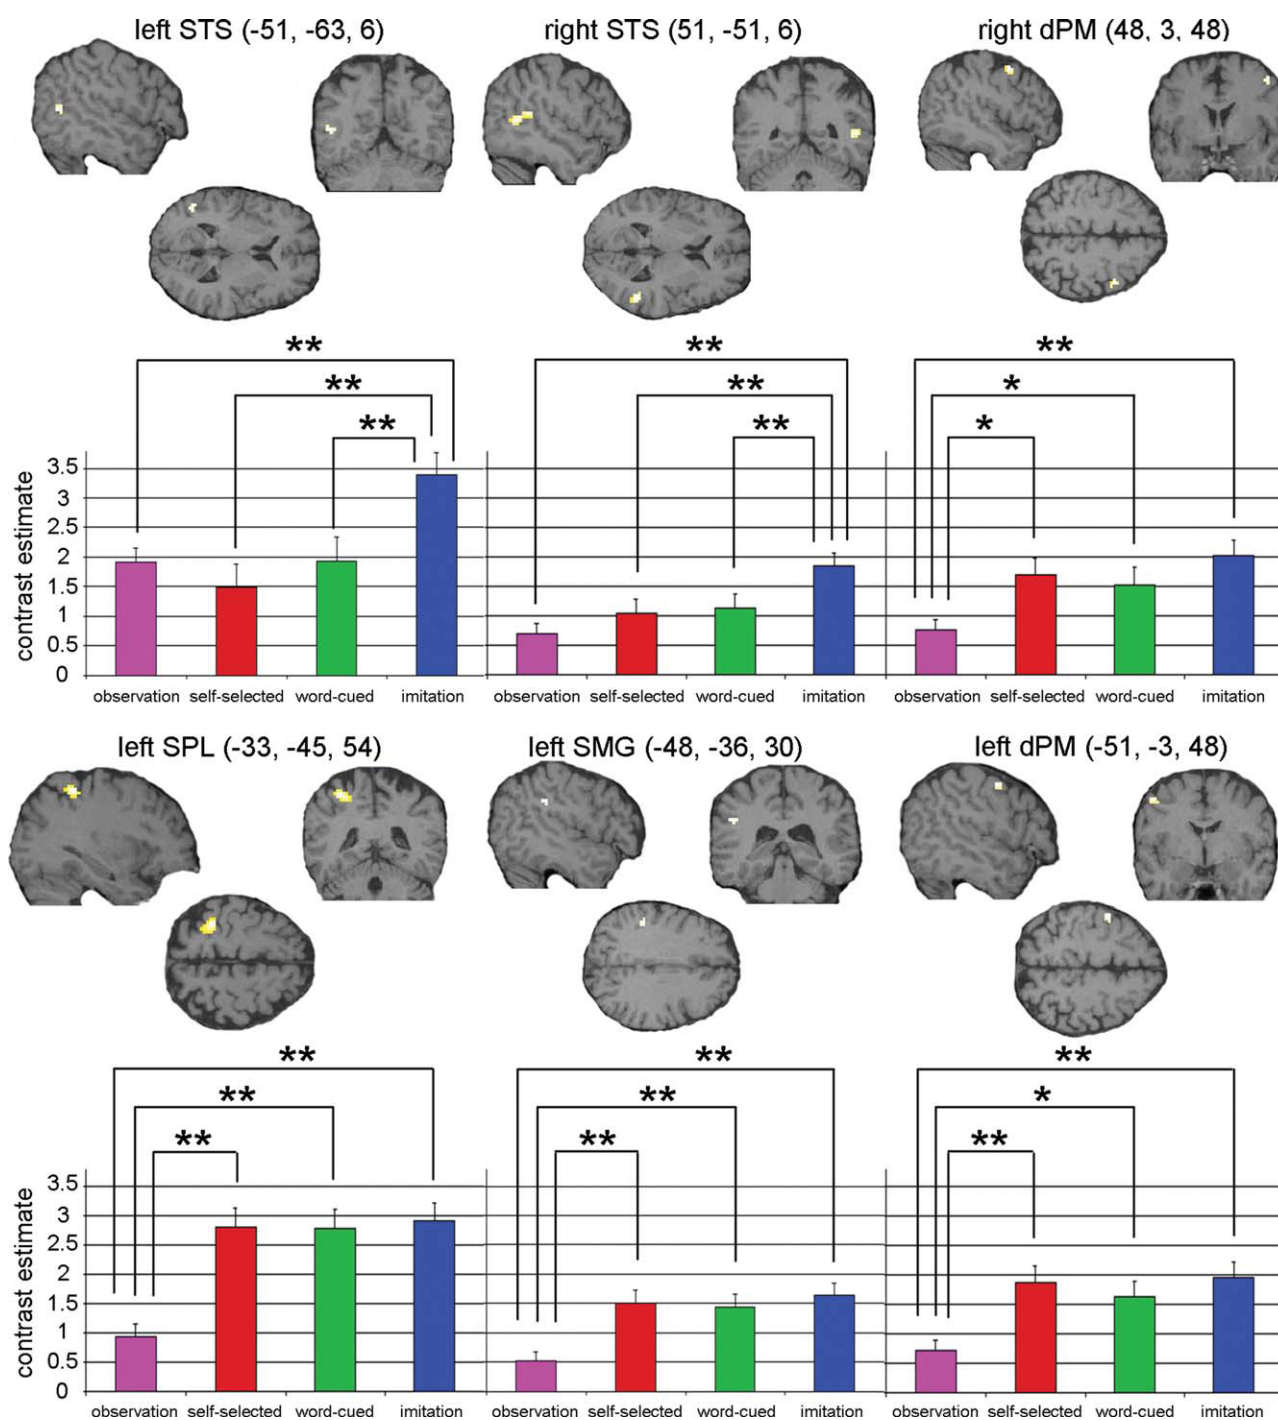 left STS (-51, -63, 6)
right STS (51, -51, 6)
right dPM (48, 3, 48)
** ** **
** ** *
** ** *
contrast estimate
3.5
3
2.5
2
1.5
1
0.5
0
observation self-selected word-cued imitation
observation self-selected word-cued imitation
observation self-selected word-cued imitation
left SPL (-33, -45, 54)
left SMG (-48, -36, 30)
left dPM (-51, -3, 48)
** ** **
** ** *
** ** **
contrast estimate
3.5
3
2.5
2
1.5
1
0.5
0
observation self-selected word-cued imitation
observation self-selected word-cued imitation
observation self-selected word-cued imitation